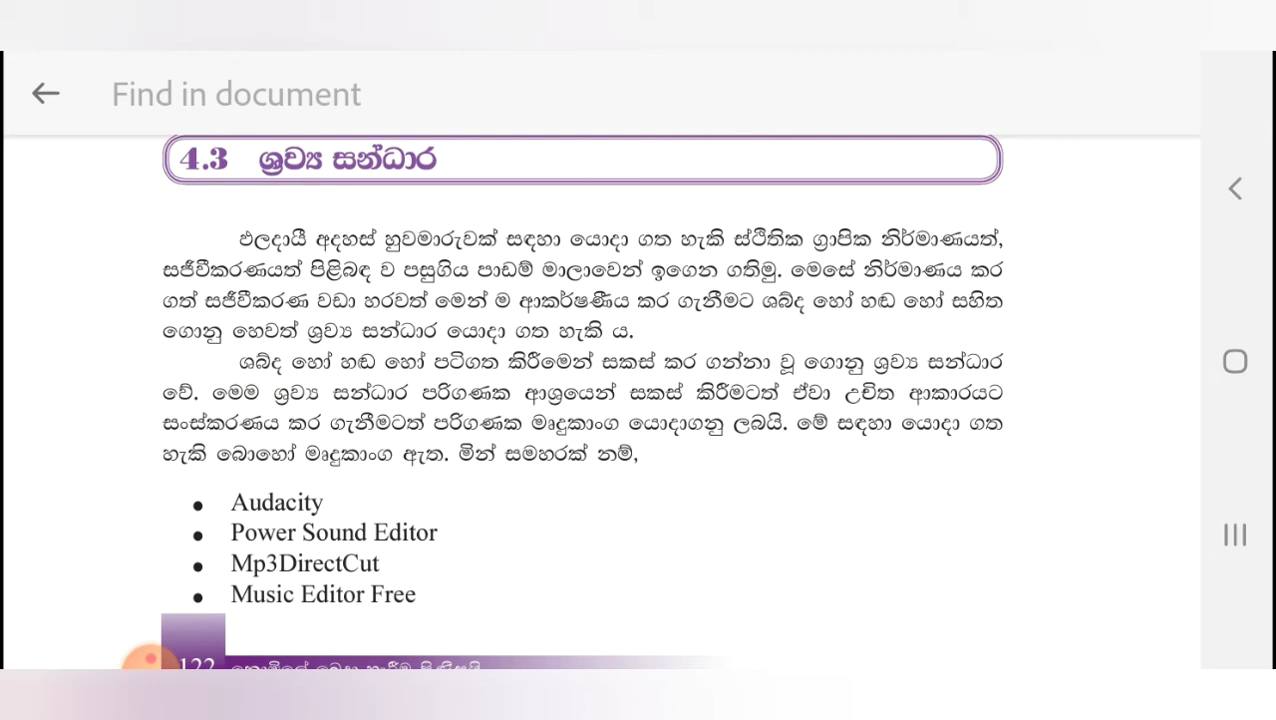 Find in document
4.3 ශ්‍රව්‍ය සන්ධාර
ඵලදායී අදහස් හුවමාරුවක් සඳහා යොදා ගත හැකි ස්ථිතික ග්‍රාපික නිර්මාණයත්,
සජීවීකරණයත් පිළිබඳ ව පසුගිය පාඩම් මාලාවෙන් ඉගෙන ගතිමු. මෙසේ නිර්මාණය කර
ගත් සජීවීකරණ වඩා හරවත් මෙන් ම ආකර්ෂණීය කර ගැනීමට ශබ්ද හෝ හඬ හෝ සහිත
ගොනු හෙවත් ශ්‍රව්‍ය සන්ධාර යොදා ගත හැකි ය.
ශබ්ද හෝ හඬ හෝ පටිගත කිරීමෙන් සකස් කර ගන්නා වූ ගොනු ශ්‍රව්‍ය සන්ධාර
වේ. මෙම ශ්‍රව්‍ය සන්ධාර පරිගණක ආශ්‍රයෙන් සකස් කිරීමටත් ඒවා උචිත ආකාරයට
සංස්කරණය කර ගැනීමටත් පරිගණක මෘදුකාංග යොදාගනු ලබයි. මේ සඳහා යොදා ගත
හැකි බොහෝ මෘදුකාංග ඇත. මින් සමහරක් නම්,
• Audacity
• Power Sound Editor
• Mp3DirectCut
• Music Editor Free
122 නොමිලේ බෙදා හැරීම පිණිසයි